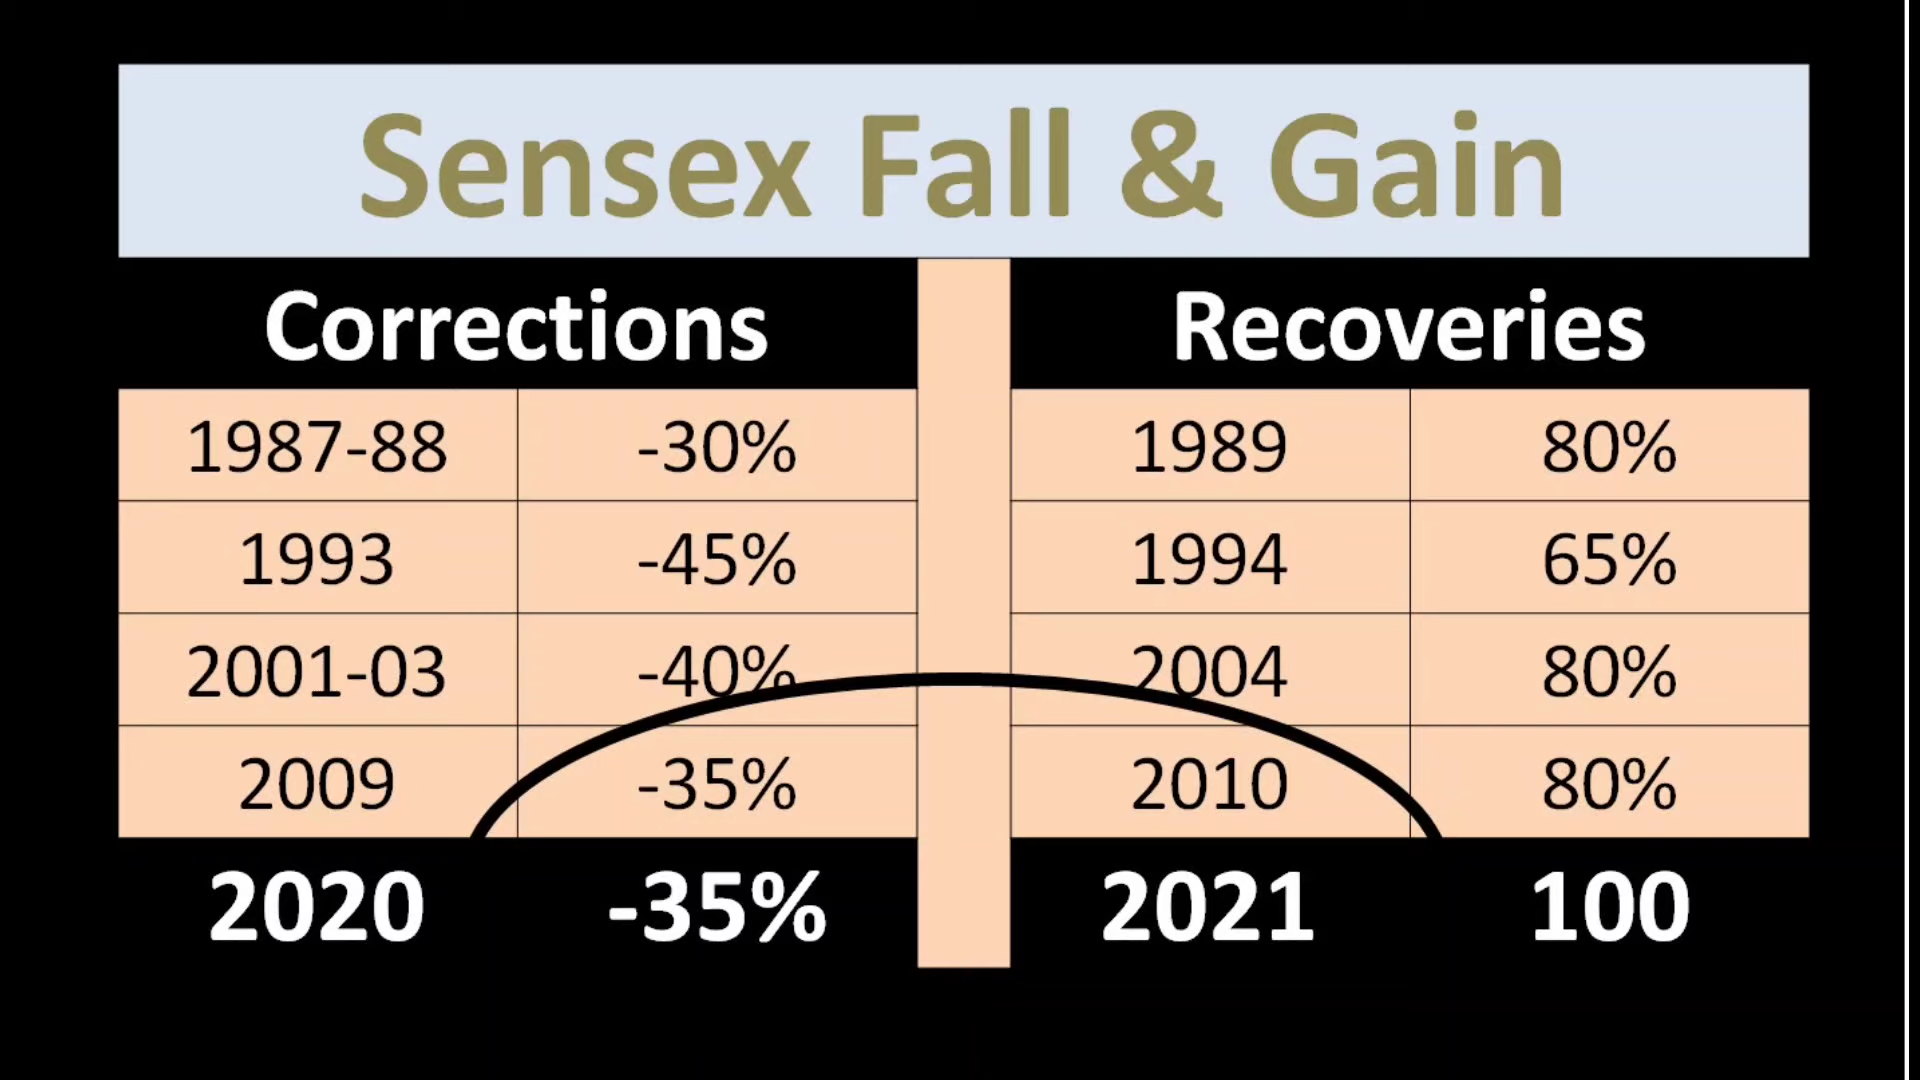 Sensex Fall & Gain
Corrections Recoveries
1987-88 -30% 1989 80%
1993 -45% 1994 65%
2001-03 -40% 2004 80%
2009 -35% 2010 80%
2020 -35% 2021 100